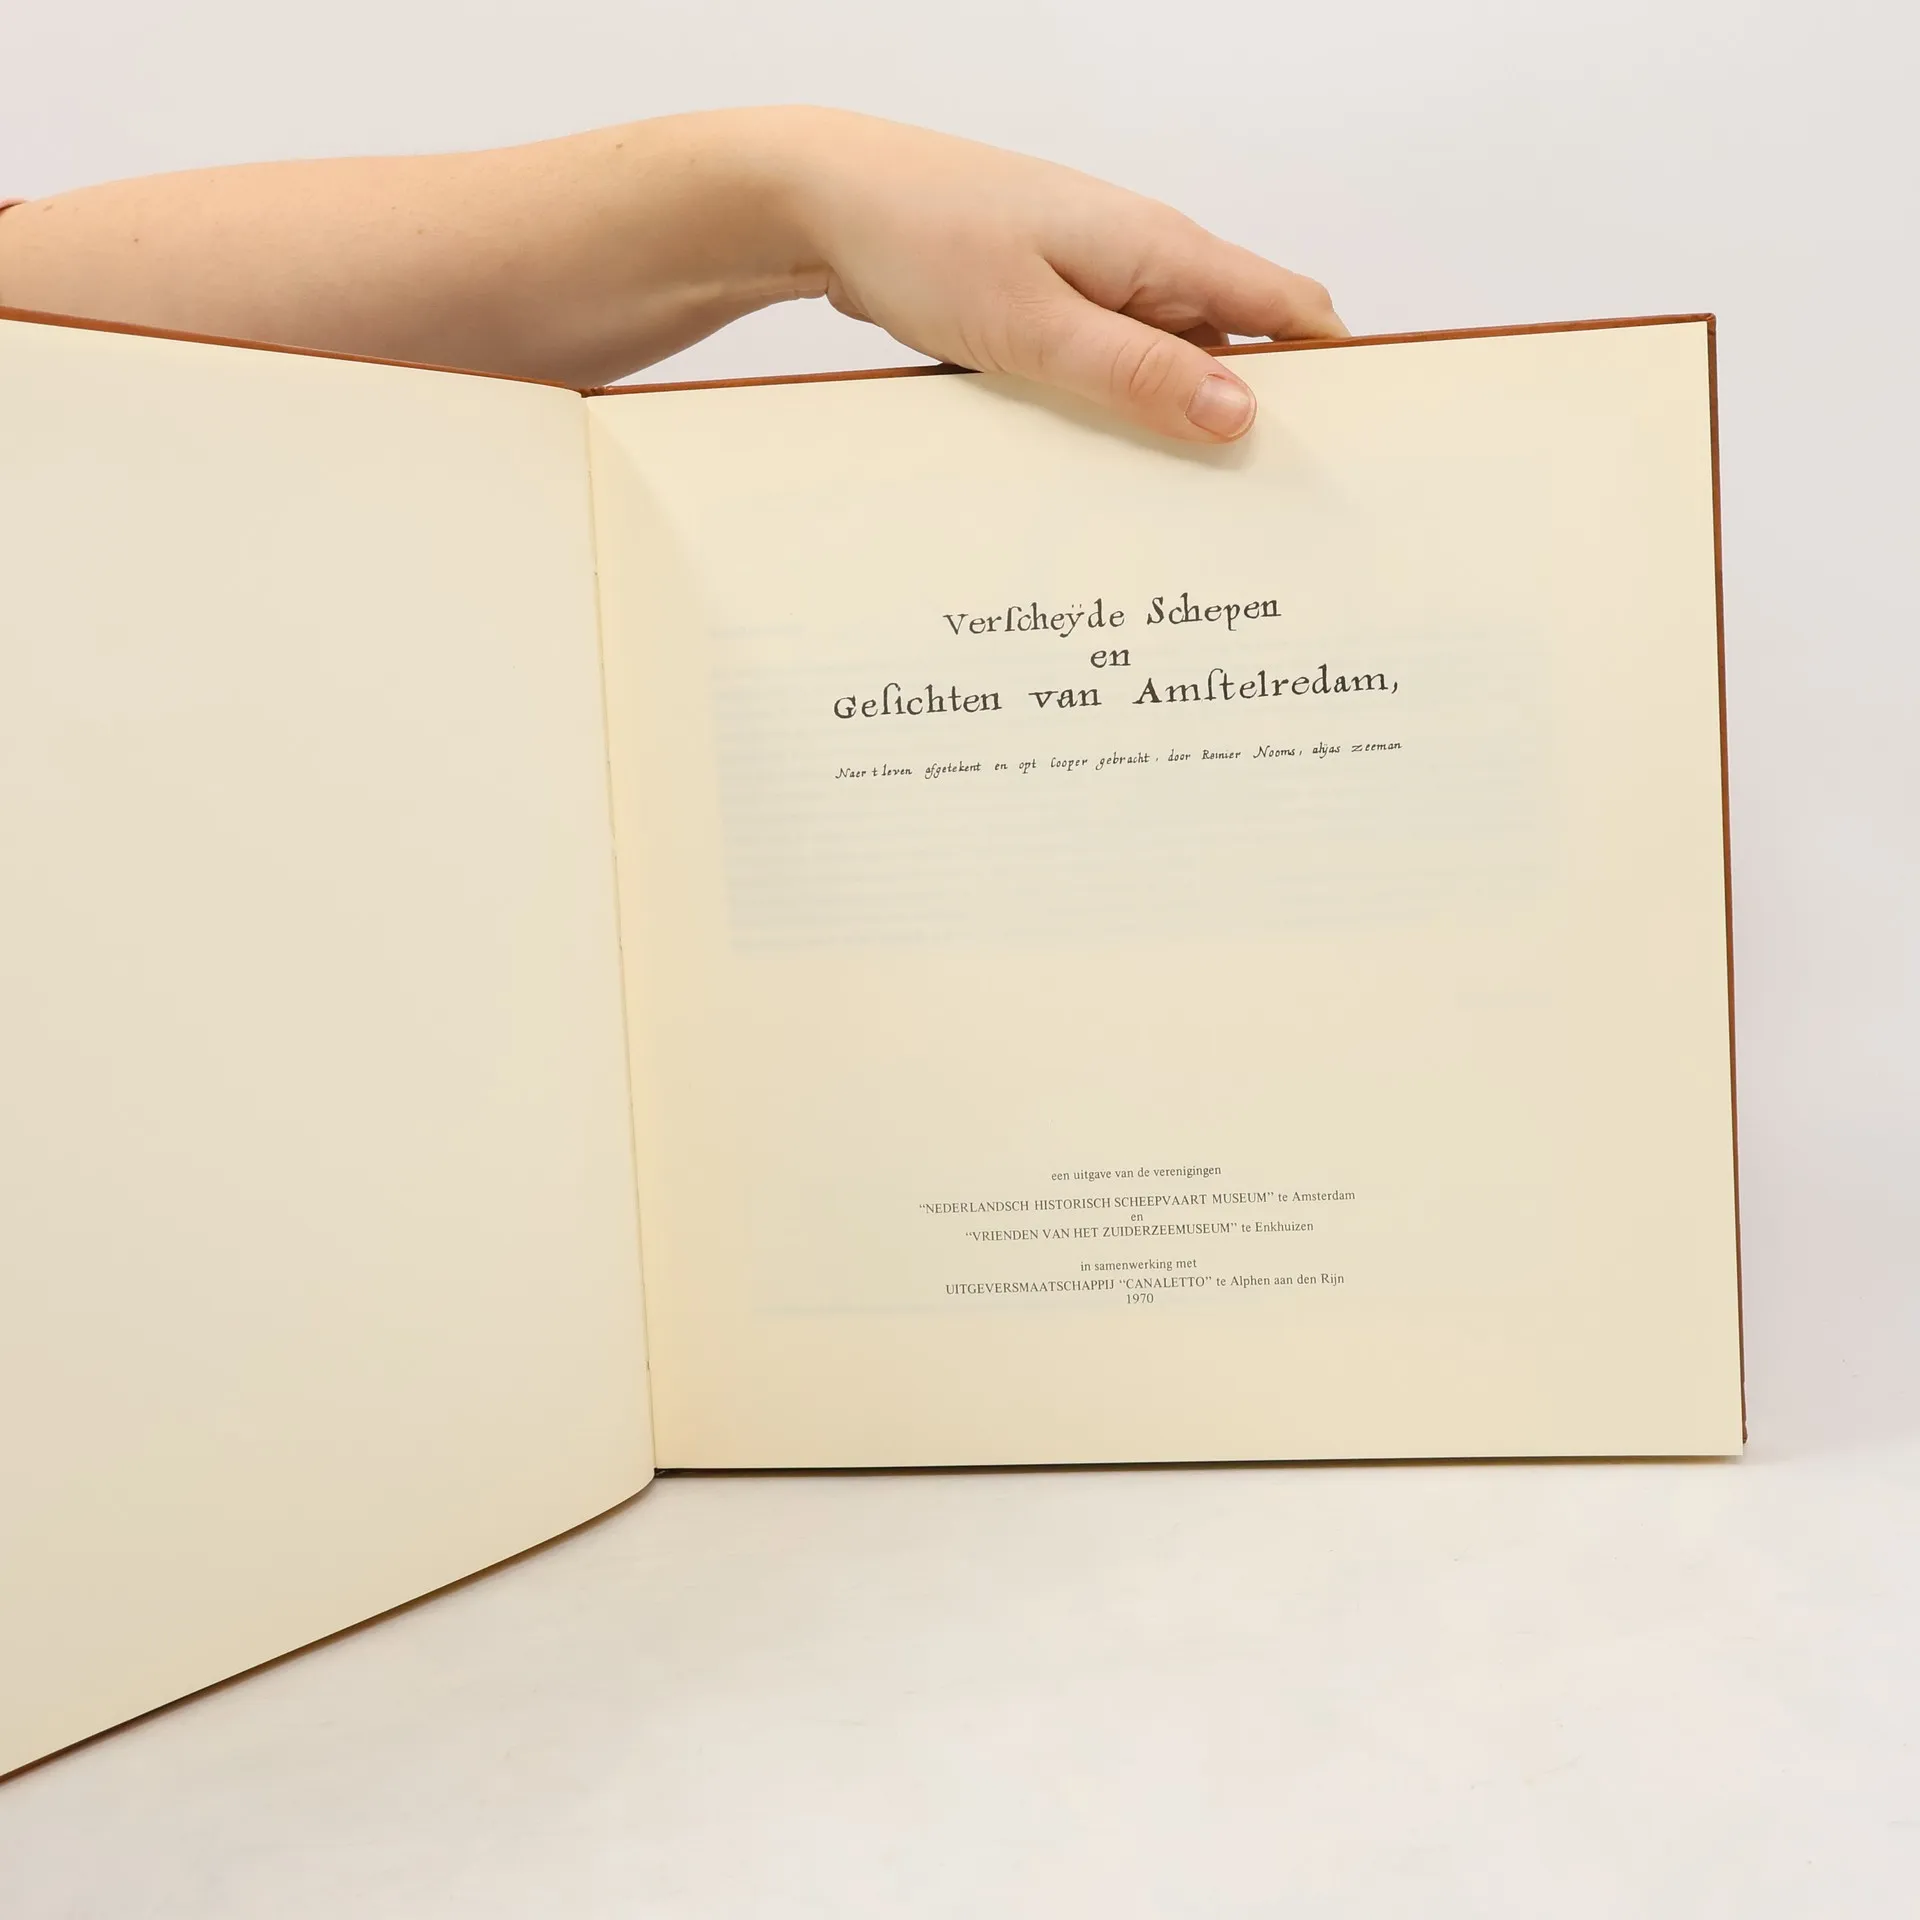 Verſcheÿde Schepen
en
Geſichten van Amſtelredam,
Naer t leven afgetekent en opt Cooper gebracht, door Reinier Nooms, alyas zeeman
een uitgave van de verenigingen
“NEDERLANDSCH HISTORISCH SCHEEPVAART MUSEUM” te Amsterdam
en
“VRIENDEN VAN HET ZUIDERZEEMUSEUM” te Enkhuizen
in samenwerking met
UITGEVERSMAATSCHAPPIJ “CANALETTO” te Alphen aan den Rijn
1970